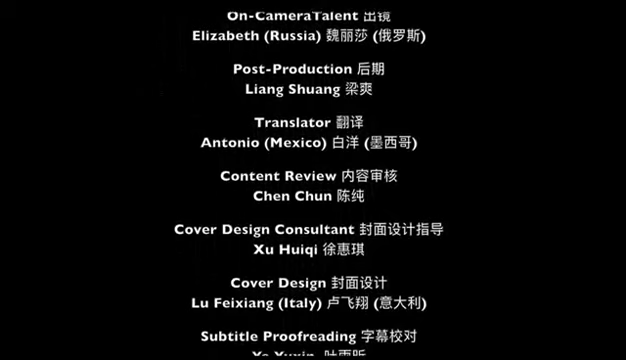 On-CameraTalent 出镜
Elizabeth (Russia) 魏丽莎 (俄罗斯)
Post-Production 后期
Liang Shuang 梁爽
Translator 翻译
Antonio (Mexico) 白洋 (墨西哥)
Content Review 内容审核
Chen Chun 陈纯
Cover Design Consultant 封面设计指导
Xu Huiqi 徐惠琪
Cover Design 封面设计
Lu Feixiang (Italy) 卢飞翔 (意大利)
Subtitle Proofreading 字幕校对